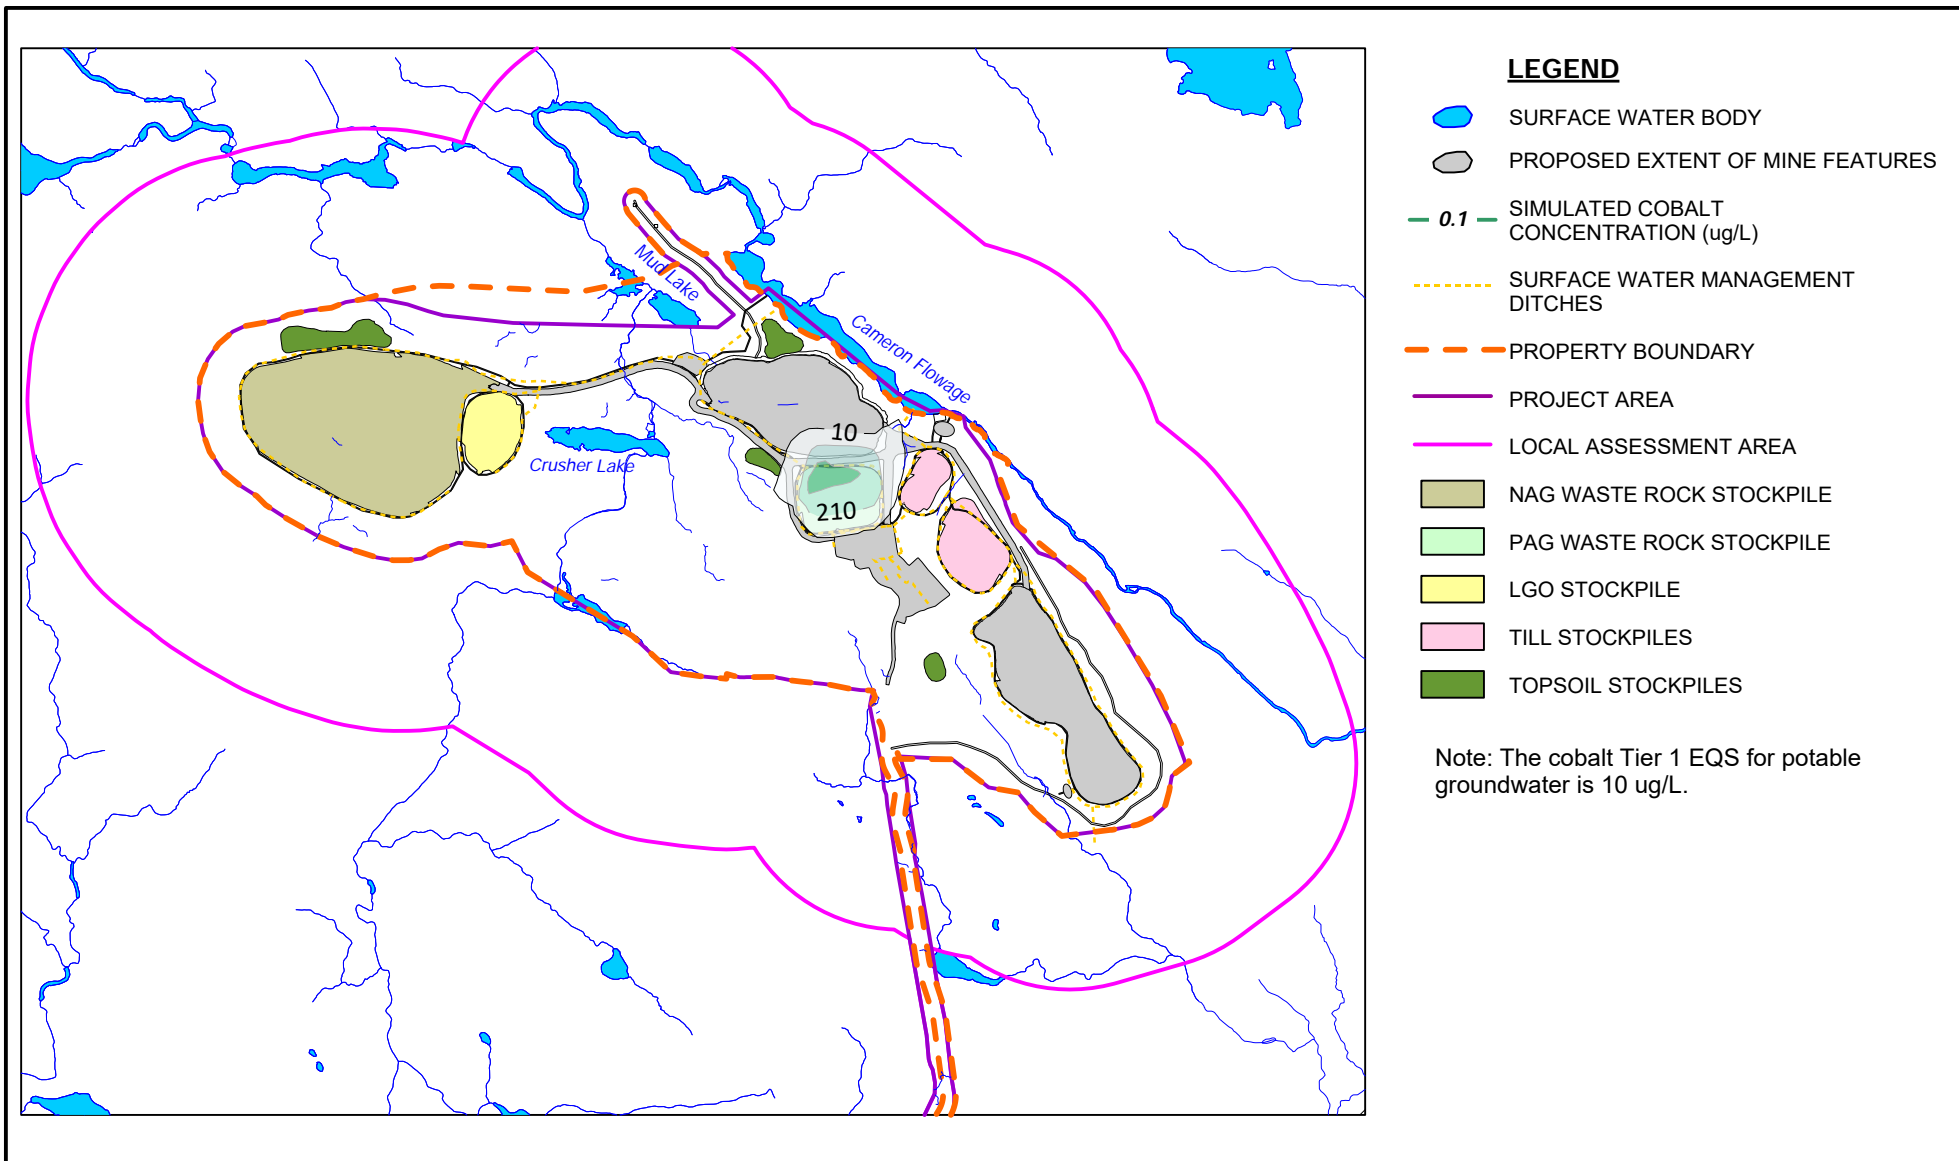 LEGEND
SURFACE WATER BODY
PROPOSED EXTENT OF MINE FEATURES
0.1
SIMULATED COBALT
CONCENTRATION (ug/L)
SURFACE WATER MANAGEMENT
DITCHES
PROPERTY BOUNDARY
PROJECT AREA
LOCAL ASSESSMENT AREA
NAG WASTE ROCK STOCKPILE
PAG WASTE ROCK STOCKPILE
LGO STOCKPILE
TILL STOCKPILES
TOPSOIL STOCKPILES
Note: The cobalt Tier 1 EQS for potable
groundwater is 10 ug/L.
Mud Lake
Cameron Flowage
Crusher Lake
10
210